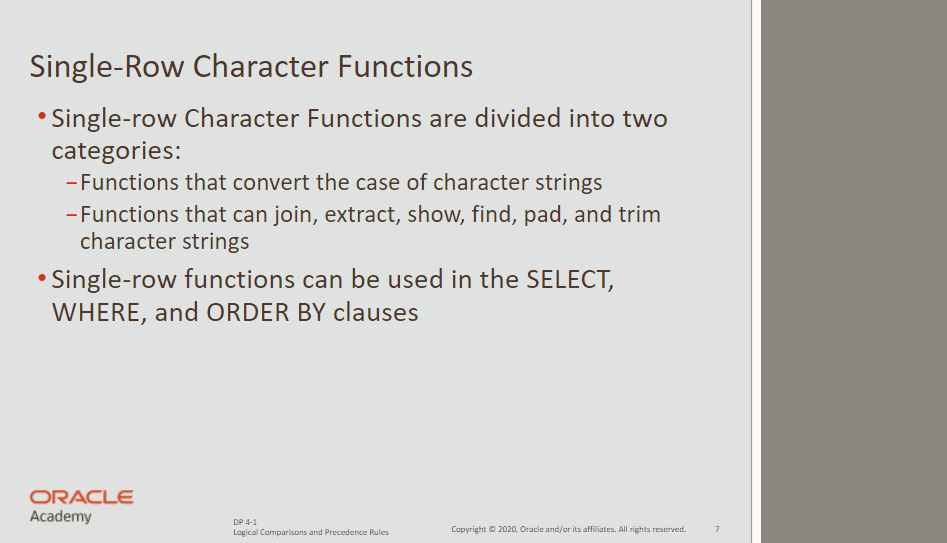 Single-Row Character Functions
•Single-row Character Functions are divided into two
categories:
–Functions that convert the case of character strings
–Functions that can join, extract, show, find, pad, and trim
character strings
•Single-row functions can be used in the SELECT,
WHERE, and ORDER BY clauses
ORACLE
Academy
DP 4-1
Logical Comparisons and Precedence Rules
Copyright © 2020, Oracle and/or its affiliates. All rights reserved.
7